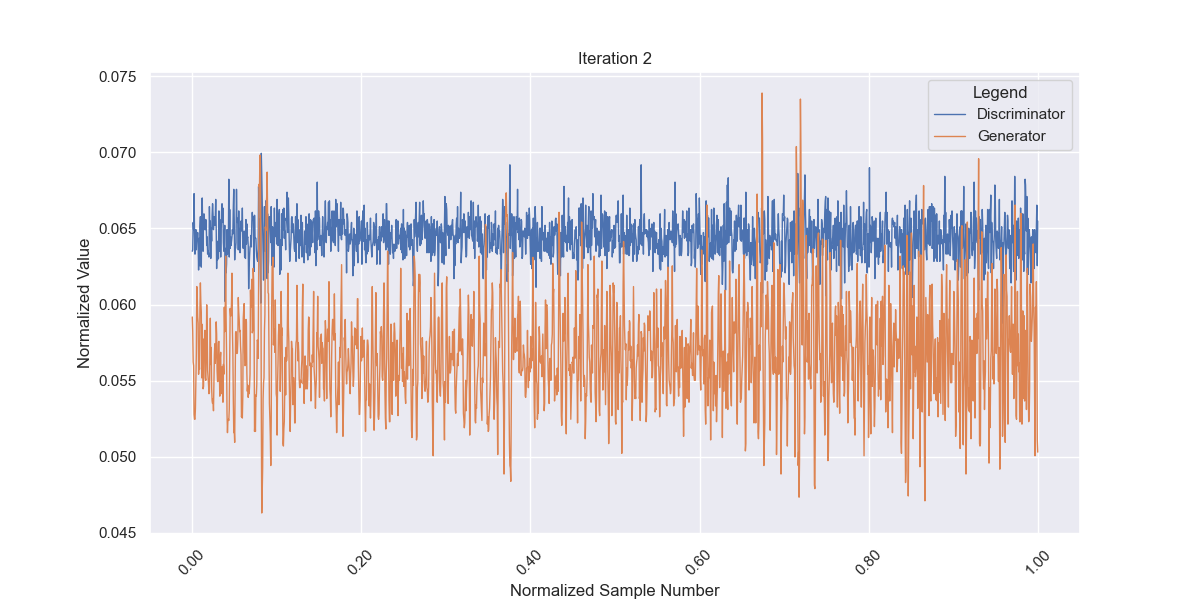 Iteration 2
Legend
Discriminator
Generator
Normalized Value
0.075
0.070
0.065
0.060
0.055
0.050
0.045
0.00
0.20
0.40
0.60
0.80
1.00
Normalized Sample Number